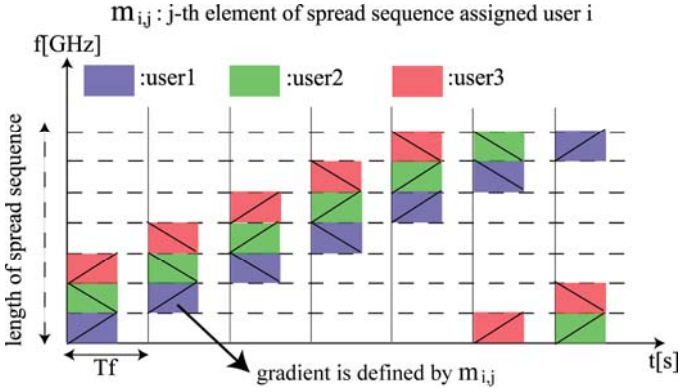 m i,j : j-th element of spread sequence assigned user i
f[GHz]
:user1 :user2 :user3
length of spread sequence
Tf
t[s]
gradient is defined by m i,j